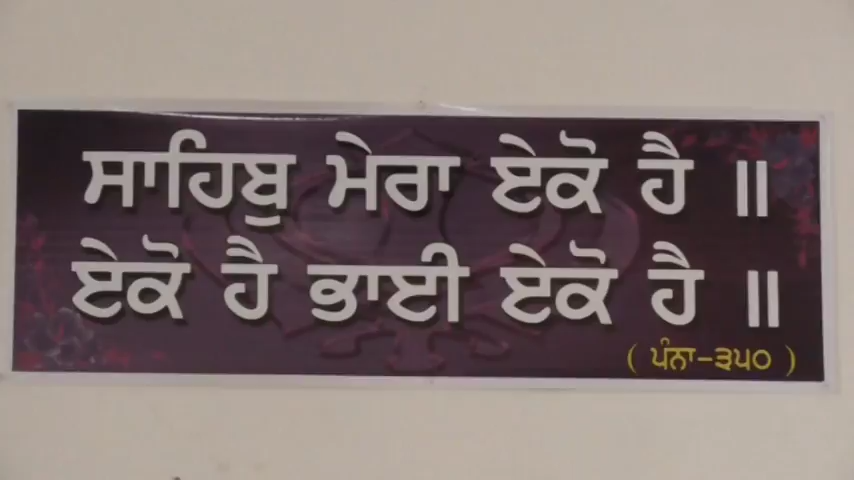 ਸਾਹਿਬੁ ਮੇਰਾ ਏਕੋ ਹੈ ॥
ਏਕੋ ਹੈ ਭਾਈ ਏਕੋ ਹੈ ॥
( ਪੰਨਾ-੩੫੦ )